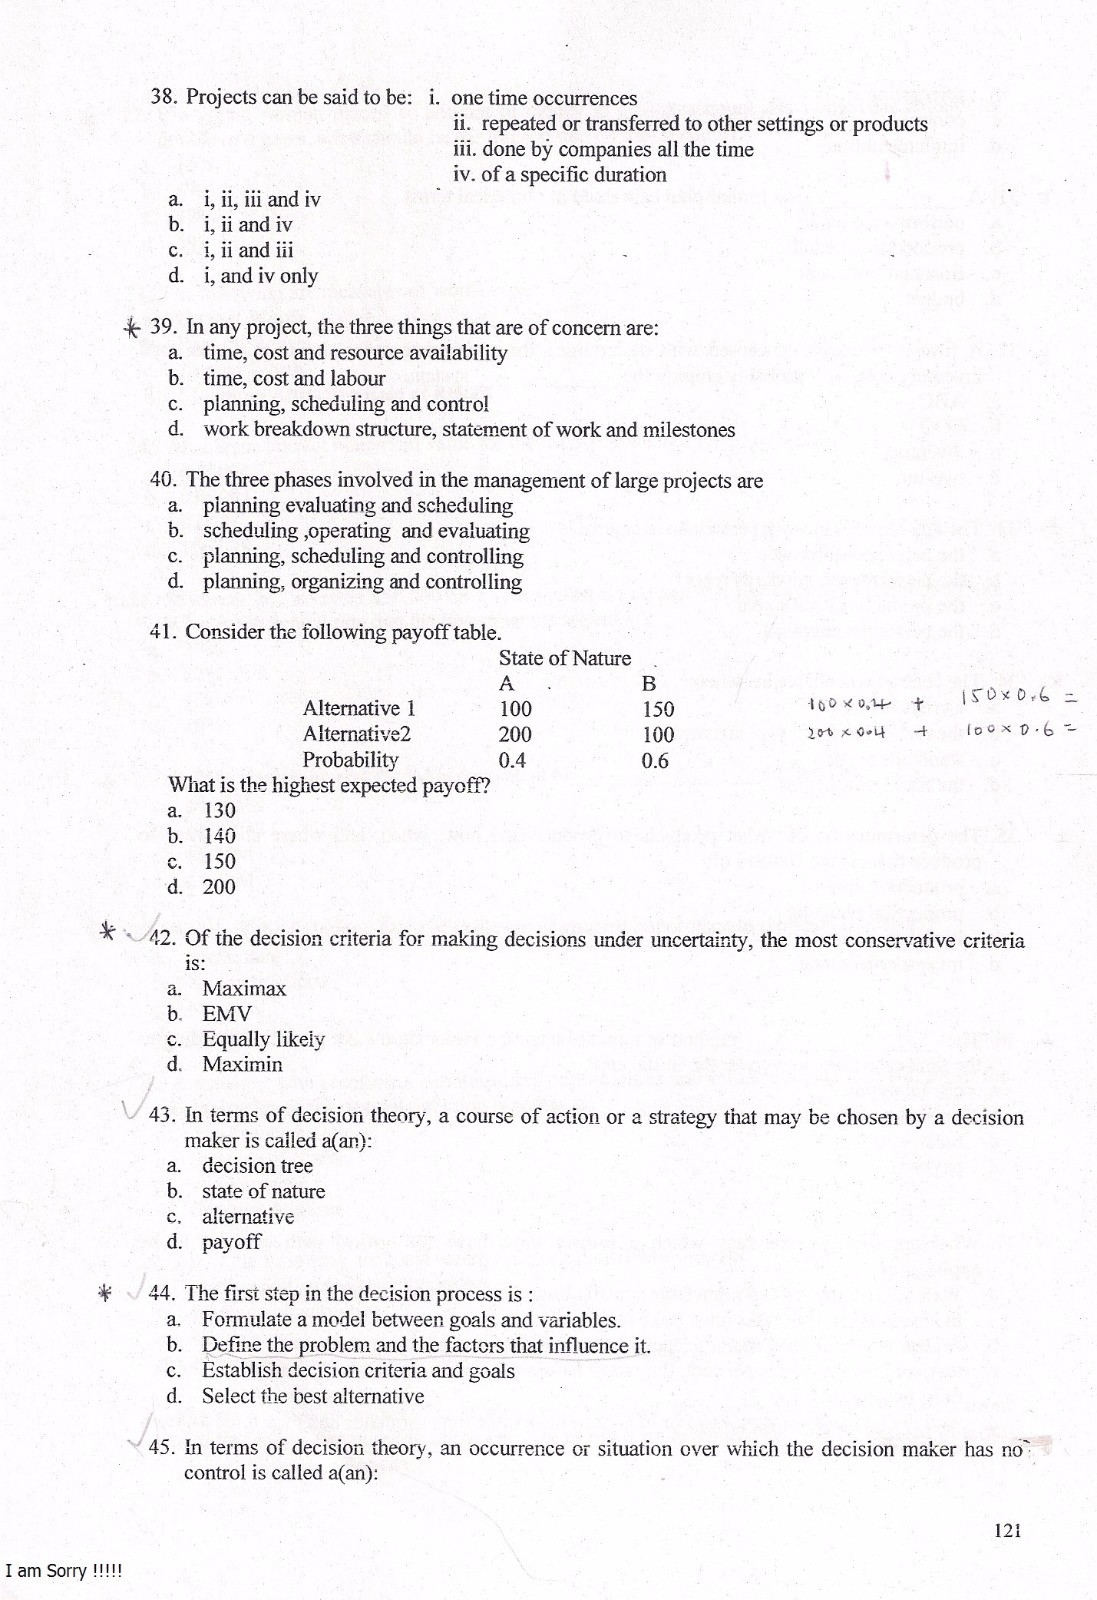 38. Projects can be said to be: i. one time occurrences
ii. repeated or transferred to other settings or products
iii. done by companies all the time
iv. of a specific duration
a. i, ii, iii and iv
b. i, ii and iv
c. i, ii and iii
d. i, and iv only
* 39. In any project, the three things that are of concern are:
a. time, cost and resource availability
b. time, cost and labour
c. planning, scheduling and control
d. work breakdown structure, statement of work and milestones
40. The three phases involved in the management of large projects are
a. planning evaluating and scheduling
b. scheduling ,operating and evaluating
c. planning, scheduling and controlling
d. planning, organizing and controlling
41. Consider the following payoff table.
State of Nature
A B
Alternative 1 100 150 100 x 0.4 + 150 x 0.6 =
Alternative2 200 100 200 x 0.4 + 100 x 0.6 =
Probability 0.4 0.6
What is the highest expected payoff?
a. 130
b. 140
c. 150
d. 200
* 42. Of the decision criteria for making decisions under uncertainty, the most conservative criteria
is:
a. Maximax
b. EMV
c. Equally likely
d. Maximin
43. In terms of decision theory, a course of action or a strategy that may be chosen by a decision
maker is called a(an):
a. decision tree
b. state of nature
c. alternative
d. payoff
* 44. The first step in the decision process is :
a. Formulate a model between goals and variables.
b. Define the problem and the factors that influence it.
c. Establish decision criteria and goals
d. Select the best alternative
45. In terms of decision theory, an occurrence or situation over which the decision maker has no
control is called a(an):
121
I am Sorry !!!!!